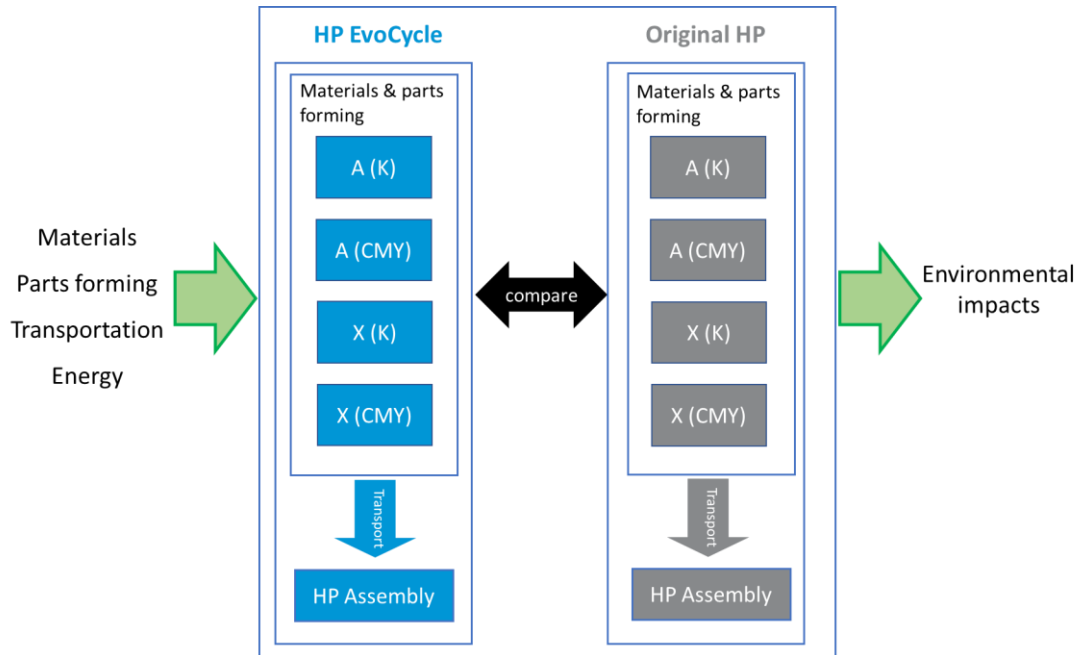 HP EvoCycle
Original HP
Materials & parts
forming
A (K)
A (CMY)
X (K)
X (CMY)
Transport
HP Assembly
Materials & parts
forming
A (K)
A (CMY)
X (K)
X (CMY)
Transport
HP Assembly
Materials
Parts forming
Transportation
Energy
compare
Environmental
impacts